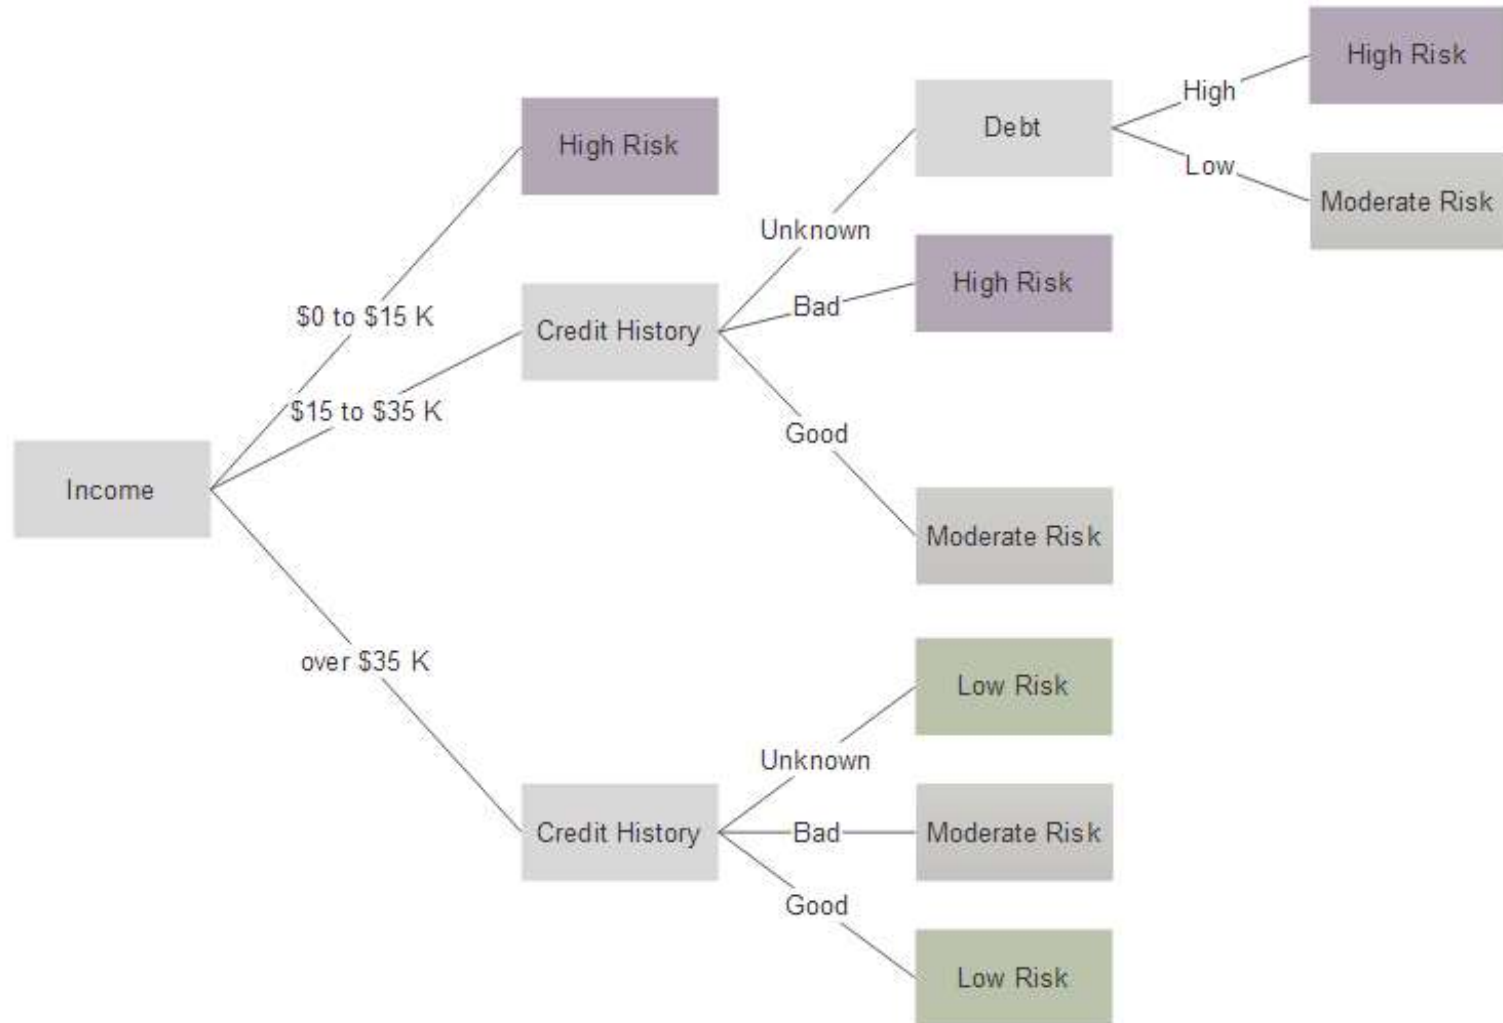 High Risk
High
Debt
High Risk
Low
Moderate Risk
Unknown
High Risk
Bad
$0 to $15 K
Credit History
$15 to $35 K
Good
Income
Moderate Risk
over $35 K
Low Risk
Unknown
Credit History
Bad
Moderate Risk
Good
Low Risk